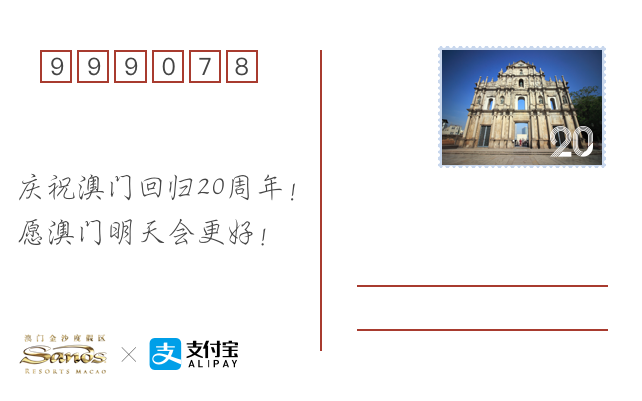 999078
20
庆祝澳门回归20周年！
愿澳门明天会更好！
澳门金沙度假区
Sands
RESORTS MACAO
×
支付宝
ALIPAY